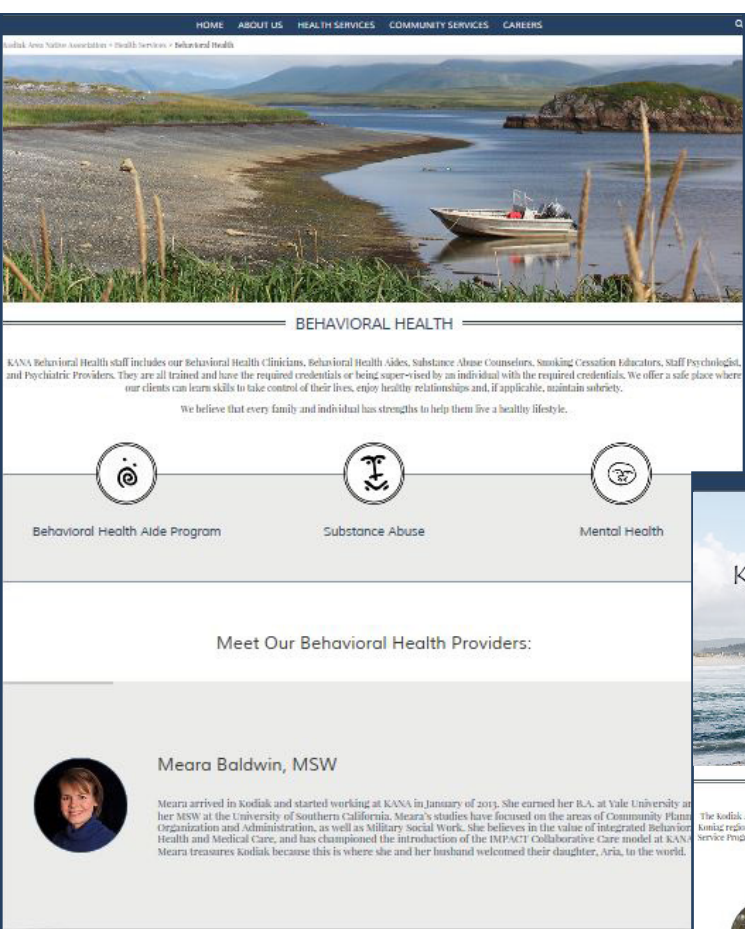 HOME ABOUT US HEALTH SERVICES COMMUNITY SERVICES CAREERS
Kodiak Area Native Association > Health Services > Behavioral Health
BEHAVIORAL HEALTH
KANA Behavioral Health staff includes our Behavioral Health Clinicians, Behavioral Health Aides, Substance Abuse Counselors, Smoking Cessation Educators, Staff Psychologist,
and Psychiatric Providers. They are all trained and have the required credentials or being super-vised by an individual with the required credentials. We offer a safe place where
our clients can learn skills to take control of their lives, enjoy healthy relationships and, if applicable, maintain sobriety.
We believe that every family and individual has strengths to help them live a healthy lifestyle.
Behavioral Health Aide Program
Substance Abuse
Mental Health
Meet Our Behavioral Health Providers:
Meara Baldwin, MSW
Meara arrived in Kodiak and started working at KANA in January of 2013. She earned her B.A. at Yale University
her MSW at the University of Southern California. Meara's studies have focused on the areas of Community
Organization and Administration, as well as Military Social Work. She believes in the value of integrated
Health and Medical Care, and has championed the introduction of the IMPACT Collaborative Care model at KANA
Meara treasures Kodiak because this is where she and her husband welcomed their daughter, Aria, to the world.
K
The Kodiak
Koniag
Service